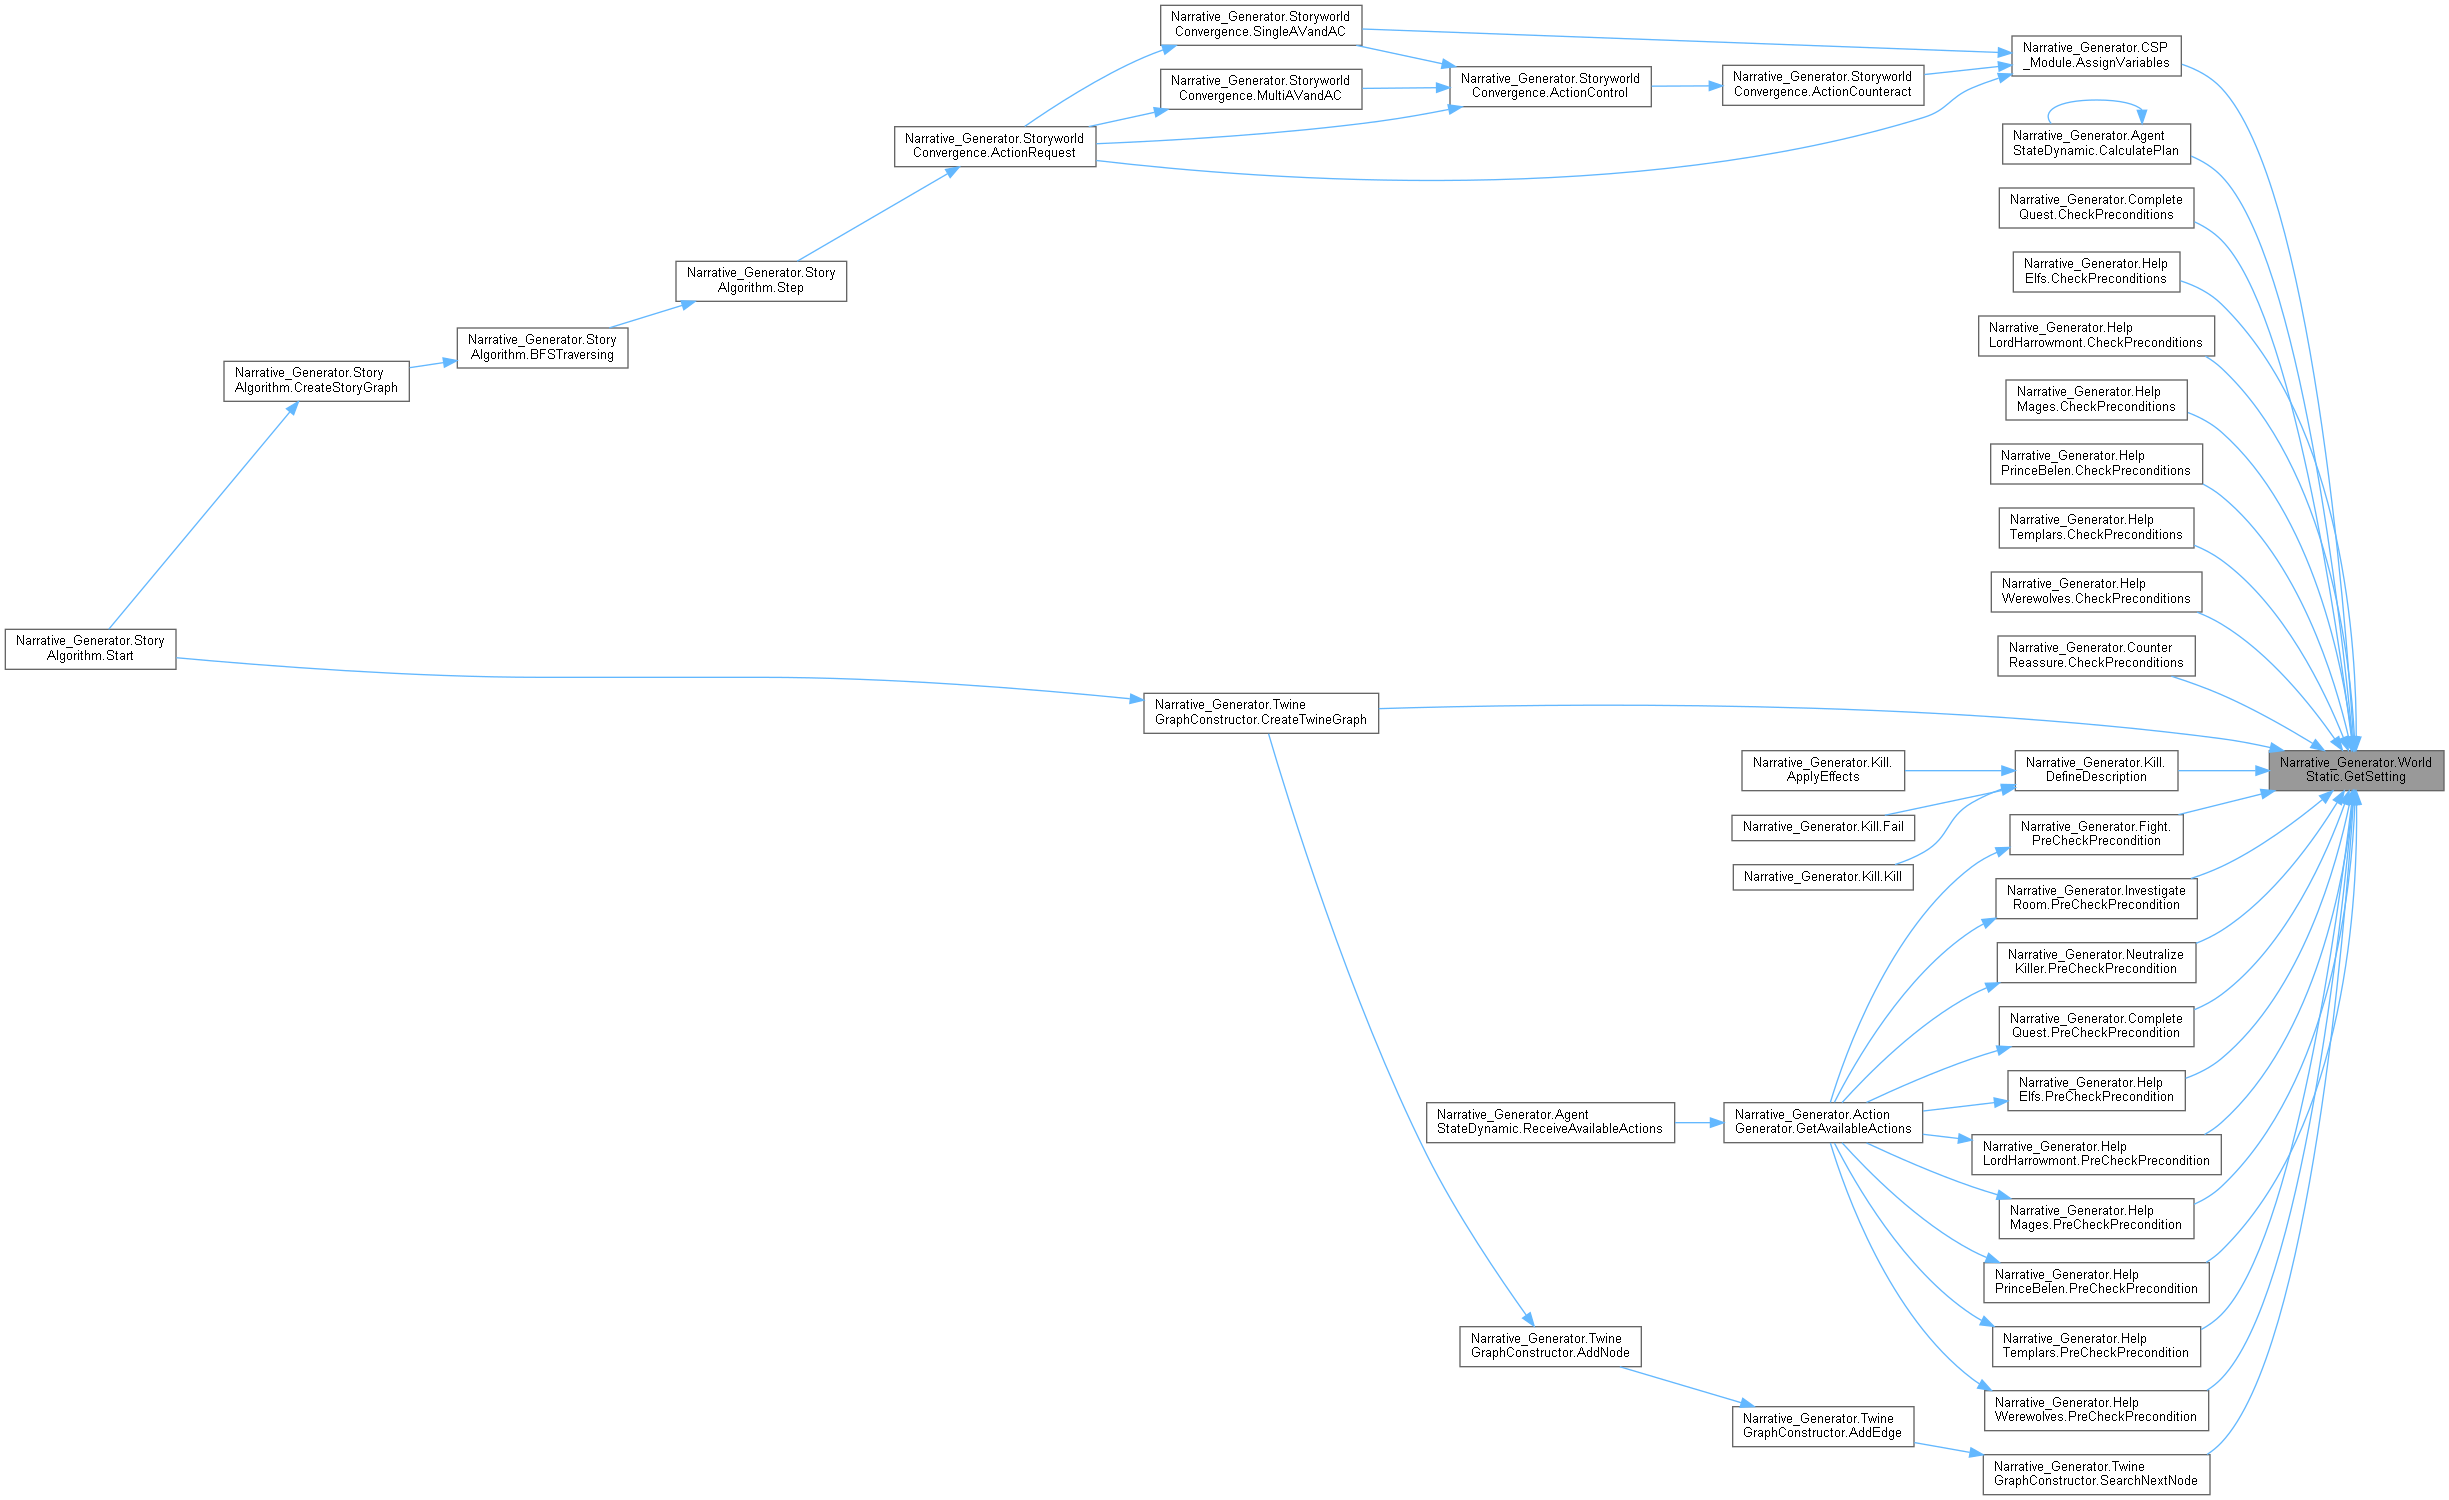 Narrative_Generator.Storyworld
Convergence.SingleAVandAC
Narrative_Generator.CSP
_Module.AssignVariables
Narrative_Generator.Storyworld
Convergence.MultiAVandAC
Narrative_Generator.Storyworld
Convergence.ActionControl
Narrative_Generator.Storyworld
Convergence.ActionCounteract
Narrative_Generator.Storyworld
Convergence.ActionRequest
Narrative_Generator.Agent
StateDynamic.CalculatePlan
Narrative_Generator.Complete
Quest.CheckPreconditions
Narrative_Generator.Story
Algorithm.Step
Narrative_Generator.Help
Elfs.CheckPreconditions
Narrative_Generator.Story
Algorithm.BFSTraversing
Narrative_Generator.Help
LordHarrowmont.CheckPreconditions
Narrative_Generator.Story
Algorithm.CreateStoryGraph
Narrative_Generator.Help
Mages.CheckPreconditions
Narrative_Generator.Help
PrinceBelen.CheckPreconditions
Narrative_Generator.Help
Templars.CheckPreconditions
Narrative_Generator.Help
Werewolves.CheckPreconditions
Narrative_Generator.Story
Algorithm.Start
Narrative_Generator.Counter
Reassure.CheckPreconditions
Narrative_Generator.Twine
GraphConstructor.CreateTwineGraph
Narrative_Generator.Kill.
ApplyEffects
Narrative_Generator.Kill.
DefineDescription
Narrative_Generator.World
Static.GetSetting
Narrative_Generator.Kill.Fail
Narrative_Generator.Fight.
PreCheckPrecondition
Narrative_Generator.Kill.Kill
Narrative_Generator.Investigate
Room.PreCheckPrecondition
Narrative_Generator.Neutralize
Killer.PreCheckPrecondition
Narrative_Generator.Complete
Quest.PreCheckPrecondition
Narrative_Generator.Help
Elfs.PreCheckPrecondition
Narrative_Generator.Agent
StateDynamic.ReceiveAvailableActions
Narrative_Generator.Action
Generator.GetAvailableActions
Narrative_Generator.Help
LordHarrowmont.PreCheckPrecondition
Narrative_Generator.Help
Mages.PreCheckPrecondition
Narrative_Generator.Help
PrinceBelen.PreCheckPrecondition
Narrative_Generator.Twine
GraphConstructor.AddNode
Narrative_Generator.Help
Templars.PreCheckPrecondition
Narrative_Generator.Help
Werewolves.PreCheckPrecondition
Narrative_Generator.Twine
GraphConstructor.AddEdge
Narrative_Generator.Twine
GraphConstructor.SearchNextNode